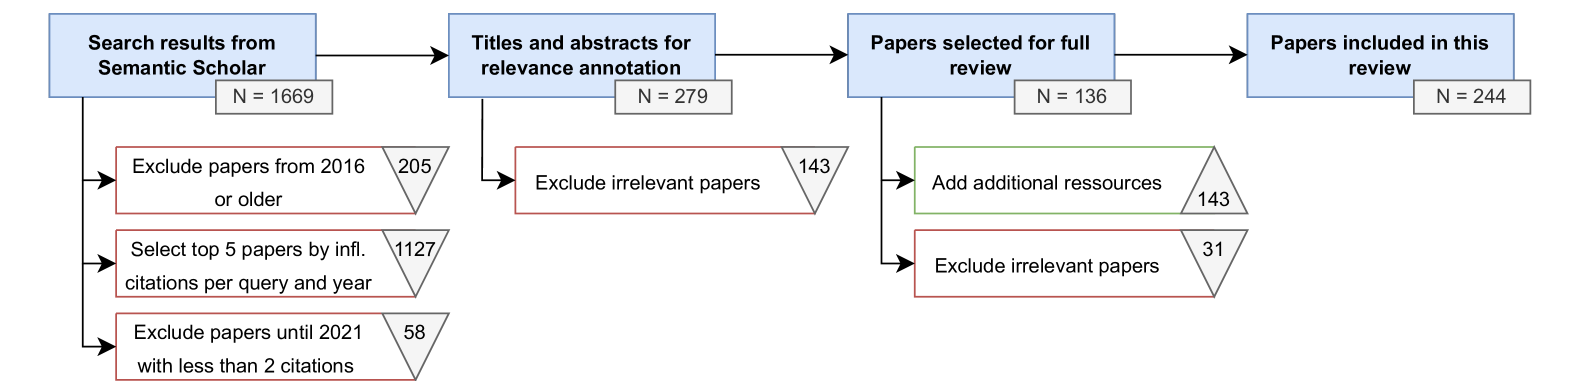 Search results from
Semantic Scholar
N = 1669
Titles and abstracts for
relevance annotation
N = 279
Papers selected for full
review
N = 136
Papers included in this
review
N = 244
Exclude papers from 2016
or older
205
Select top 5 papers by infl.
citations per query and year
1127
Exclude papers until 2021
with less than 2 citations
58
Exclude irrelevant papers
143
Add additional ressources
143
Exclude irrelevant papers
31